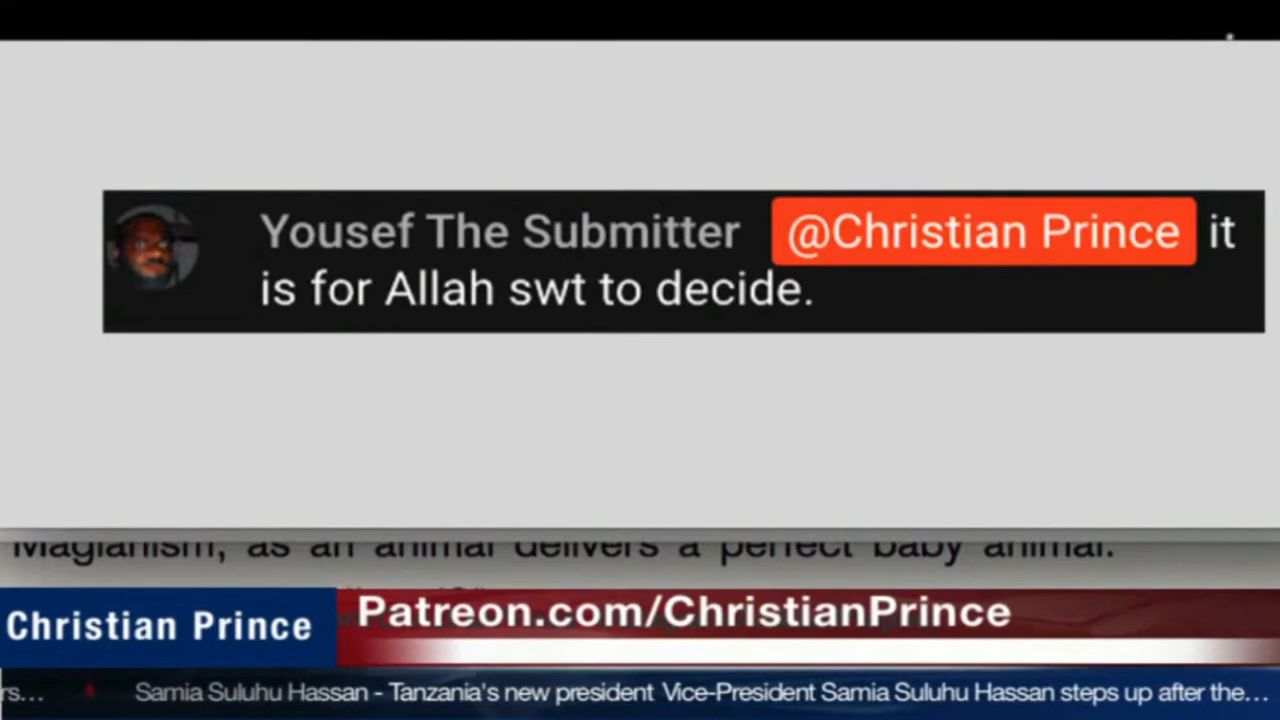 Yousef The Submitter @Christian Prince it
is for Allah swt to decide.
Magianism, as an animal delivers a perfect baby animal.
Christian Prince
Patreon.com/ChristianPrince
rs... Samia Suluhu Hassan - Tanzania's new president Vice-President Samia Suluhu Hassan steps up after the...